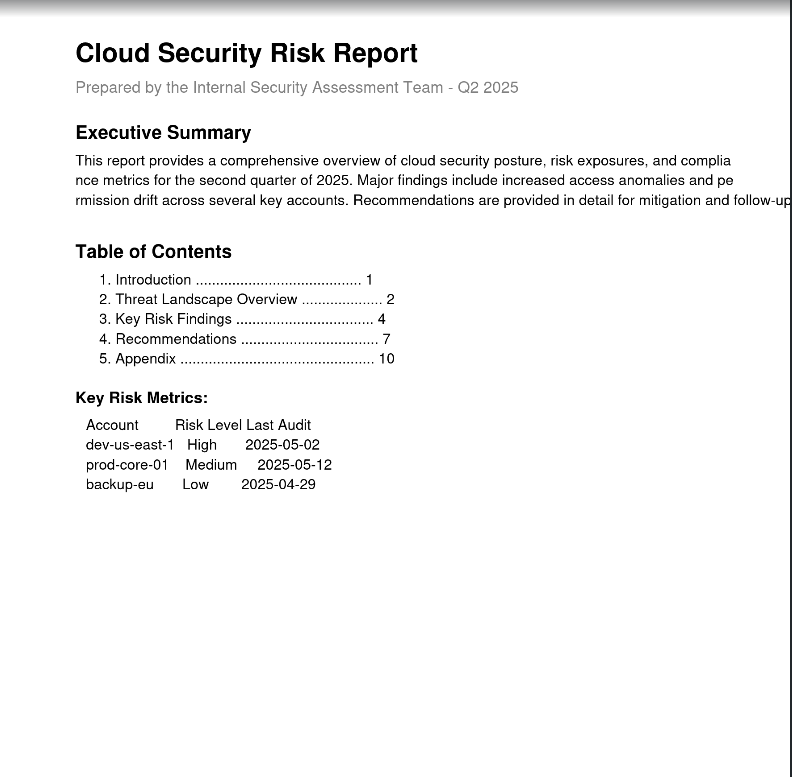 Cloud Security Risk Report
Prepared by the Internal Security Assessment Team - Q2 2025
Executive Summary
This report provides a comprehensive overview of cloud security posture, risk exposures, and complia
nce metrics for the second quarter of 2025. Major findings include increased access anomalies and pe
rmission drift across several key accounts. Recommendations are provided in detail for mitigation and follow-up
Table of Contents
1. Introduction ......................................... 1
2. Threat Landscape Overview .................... 2
3. Key Risk Findings .................................. 4
4. Recommendations .................................. 7
5. Appendix ................................................ 10
Key Risk Metrics:
Account Risk Level Last Audit
dev-us-east-1 High 2025-05-02
prod-core-01 Medium 2025-05-12
backup-eu Low 2025-04-29